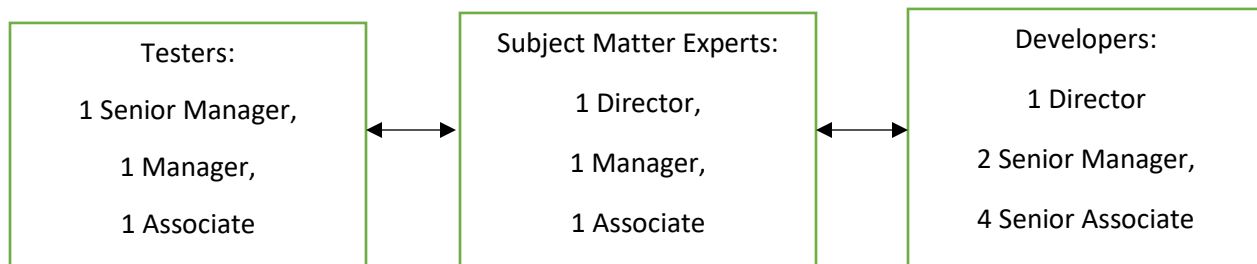 Testers:
1 Senior Manager,
1 Manager,
1 Associate
Subject Matter Experts:
1 Director,
1 Manager,
1 Associate
Developers:
1 Director
2 Senior Manager,
4 Senior Associate